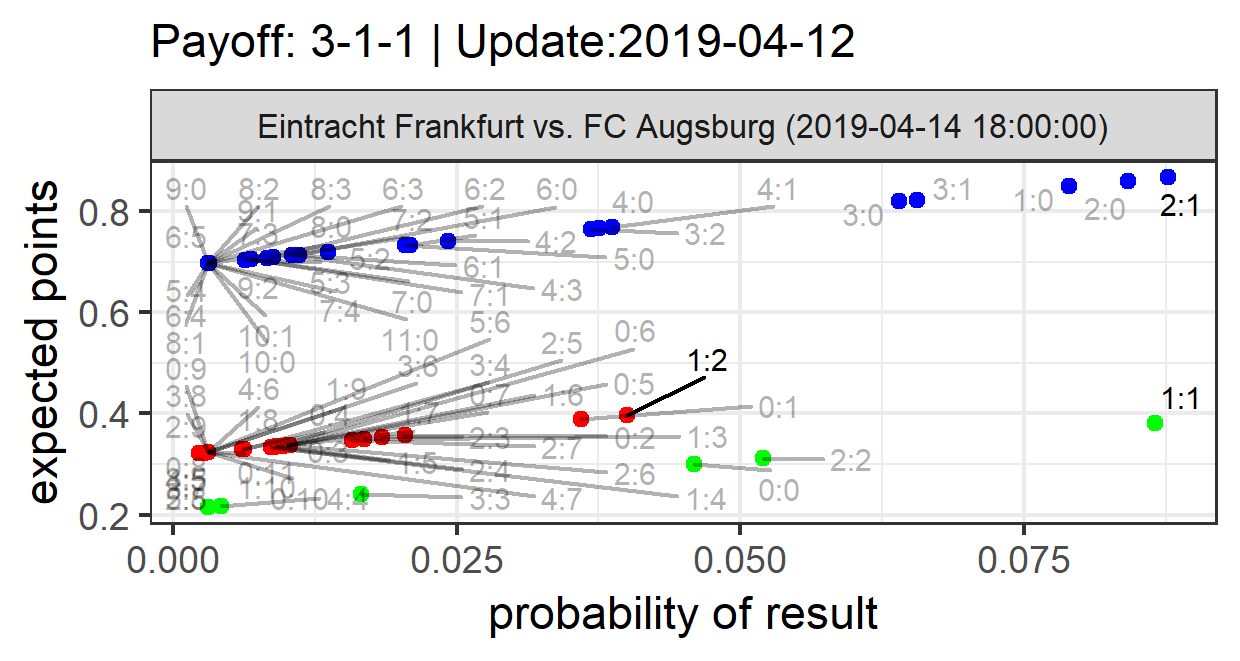 Payoff: 3-1-1 | Update:2019-04-12
Eintracht Frankfurt vs. FC Augsburg (2019-04-14 18:00:00)
expected points
0.8
0.6
0.4
0.2
9:0 8:2 8:3 6:3 6:2 6:0 4:0 4:1 3:1
9:1 7:2 5:1 3:0 1:0 2:0 2:1
6:5 7:3 8:0 4:2 3:2
5:2 6:1 5:0
5:4 9:2 5:3 7:1 4:3
6:4 7:4 7:0
8:1 10:1 11:0 5:6 2:5 0:6
0:9 10:0 3:6 3:4 1:2
3:8 4:6 1:9 0:7 1:6 0:5 1:1
2:9 1:8 0:4 1:7 0:1
0:3 2:3 2:7 0:2 1:3 2:2
0:11 1:5 2:4 2:6
1:10 0:10 4:4 3:3 4:7 1:4 0:0
0.000 0.025 0.050 0.075
probability of result